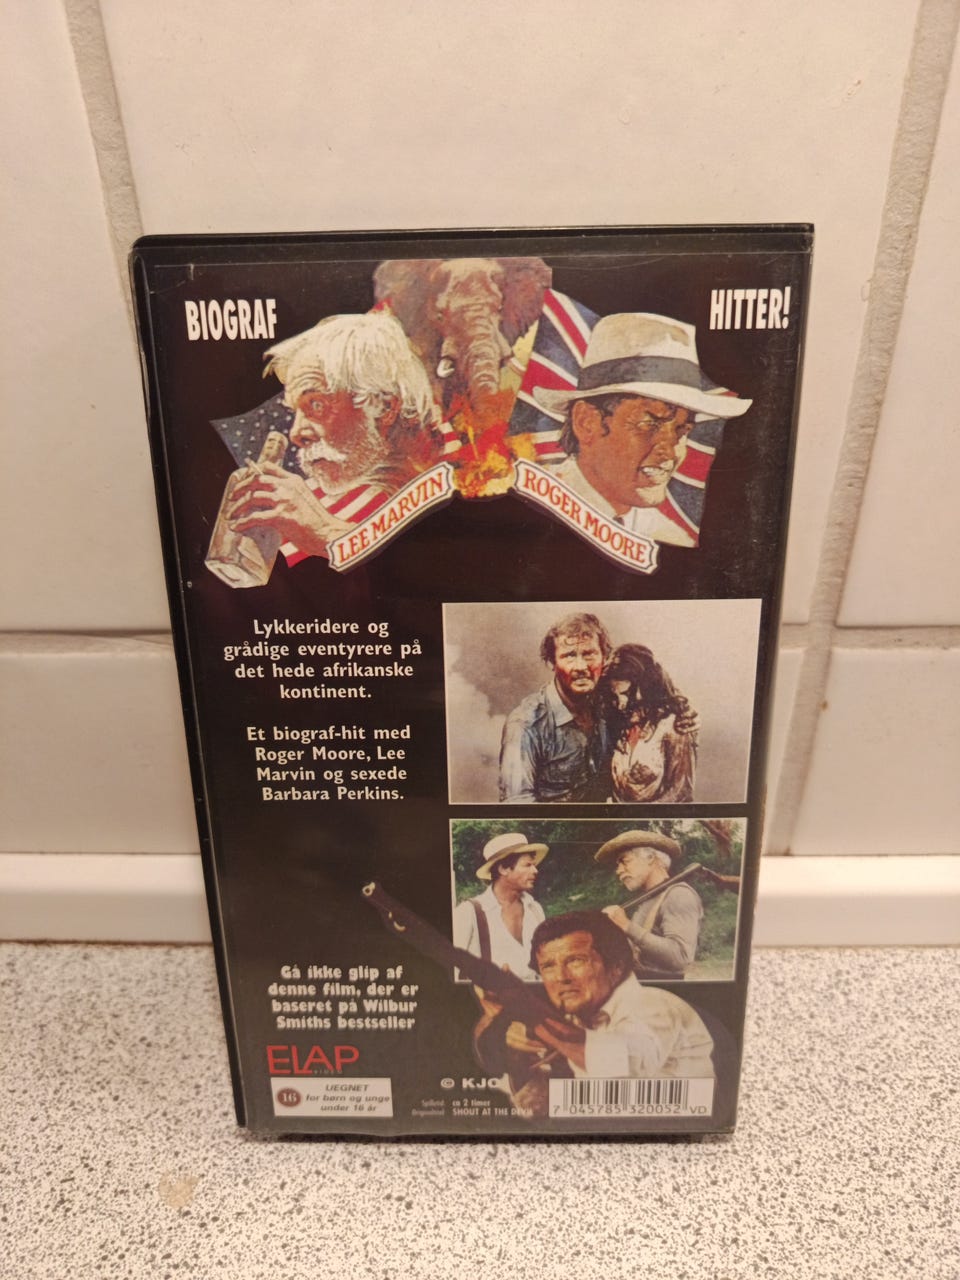 BIOGRAF
HITTER!
LEE MARVIN
ROGER MOORE
Lykkeridere og
grådige eventyrere på
det hede afrikanske
kontinent.
Et biograf-hit med
Roger Moore, Lee
Marvin og sexede
Barbara Perkins.
Gå ikke glip af
denne film, der er
baseret på Wilbur
Smiths bestseller
ELAP
VIDEO
16
UEGNET
for børn og unge
under 16 år
© KJO
Spilletid: ca 2 timer
Originaltitel: SHOUT AT THE DEVIL
7 045785 320052 VD